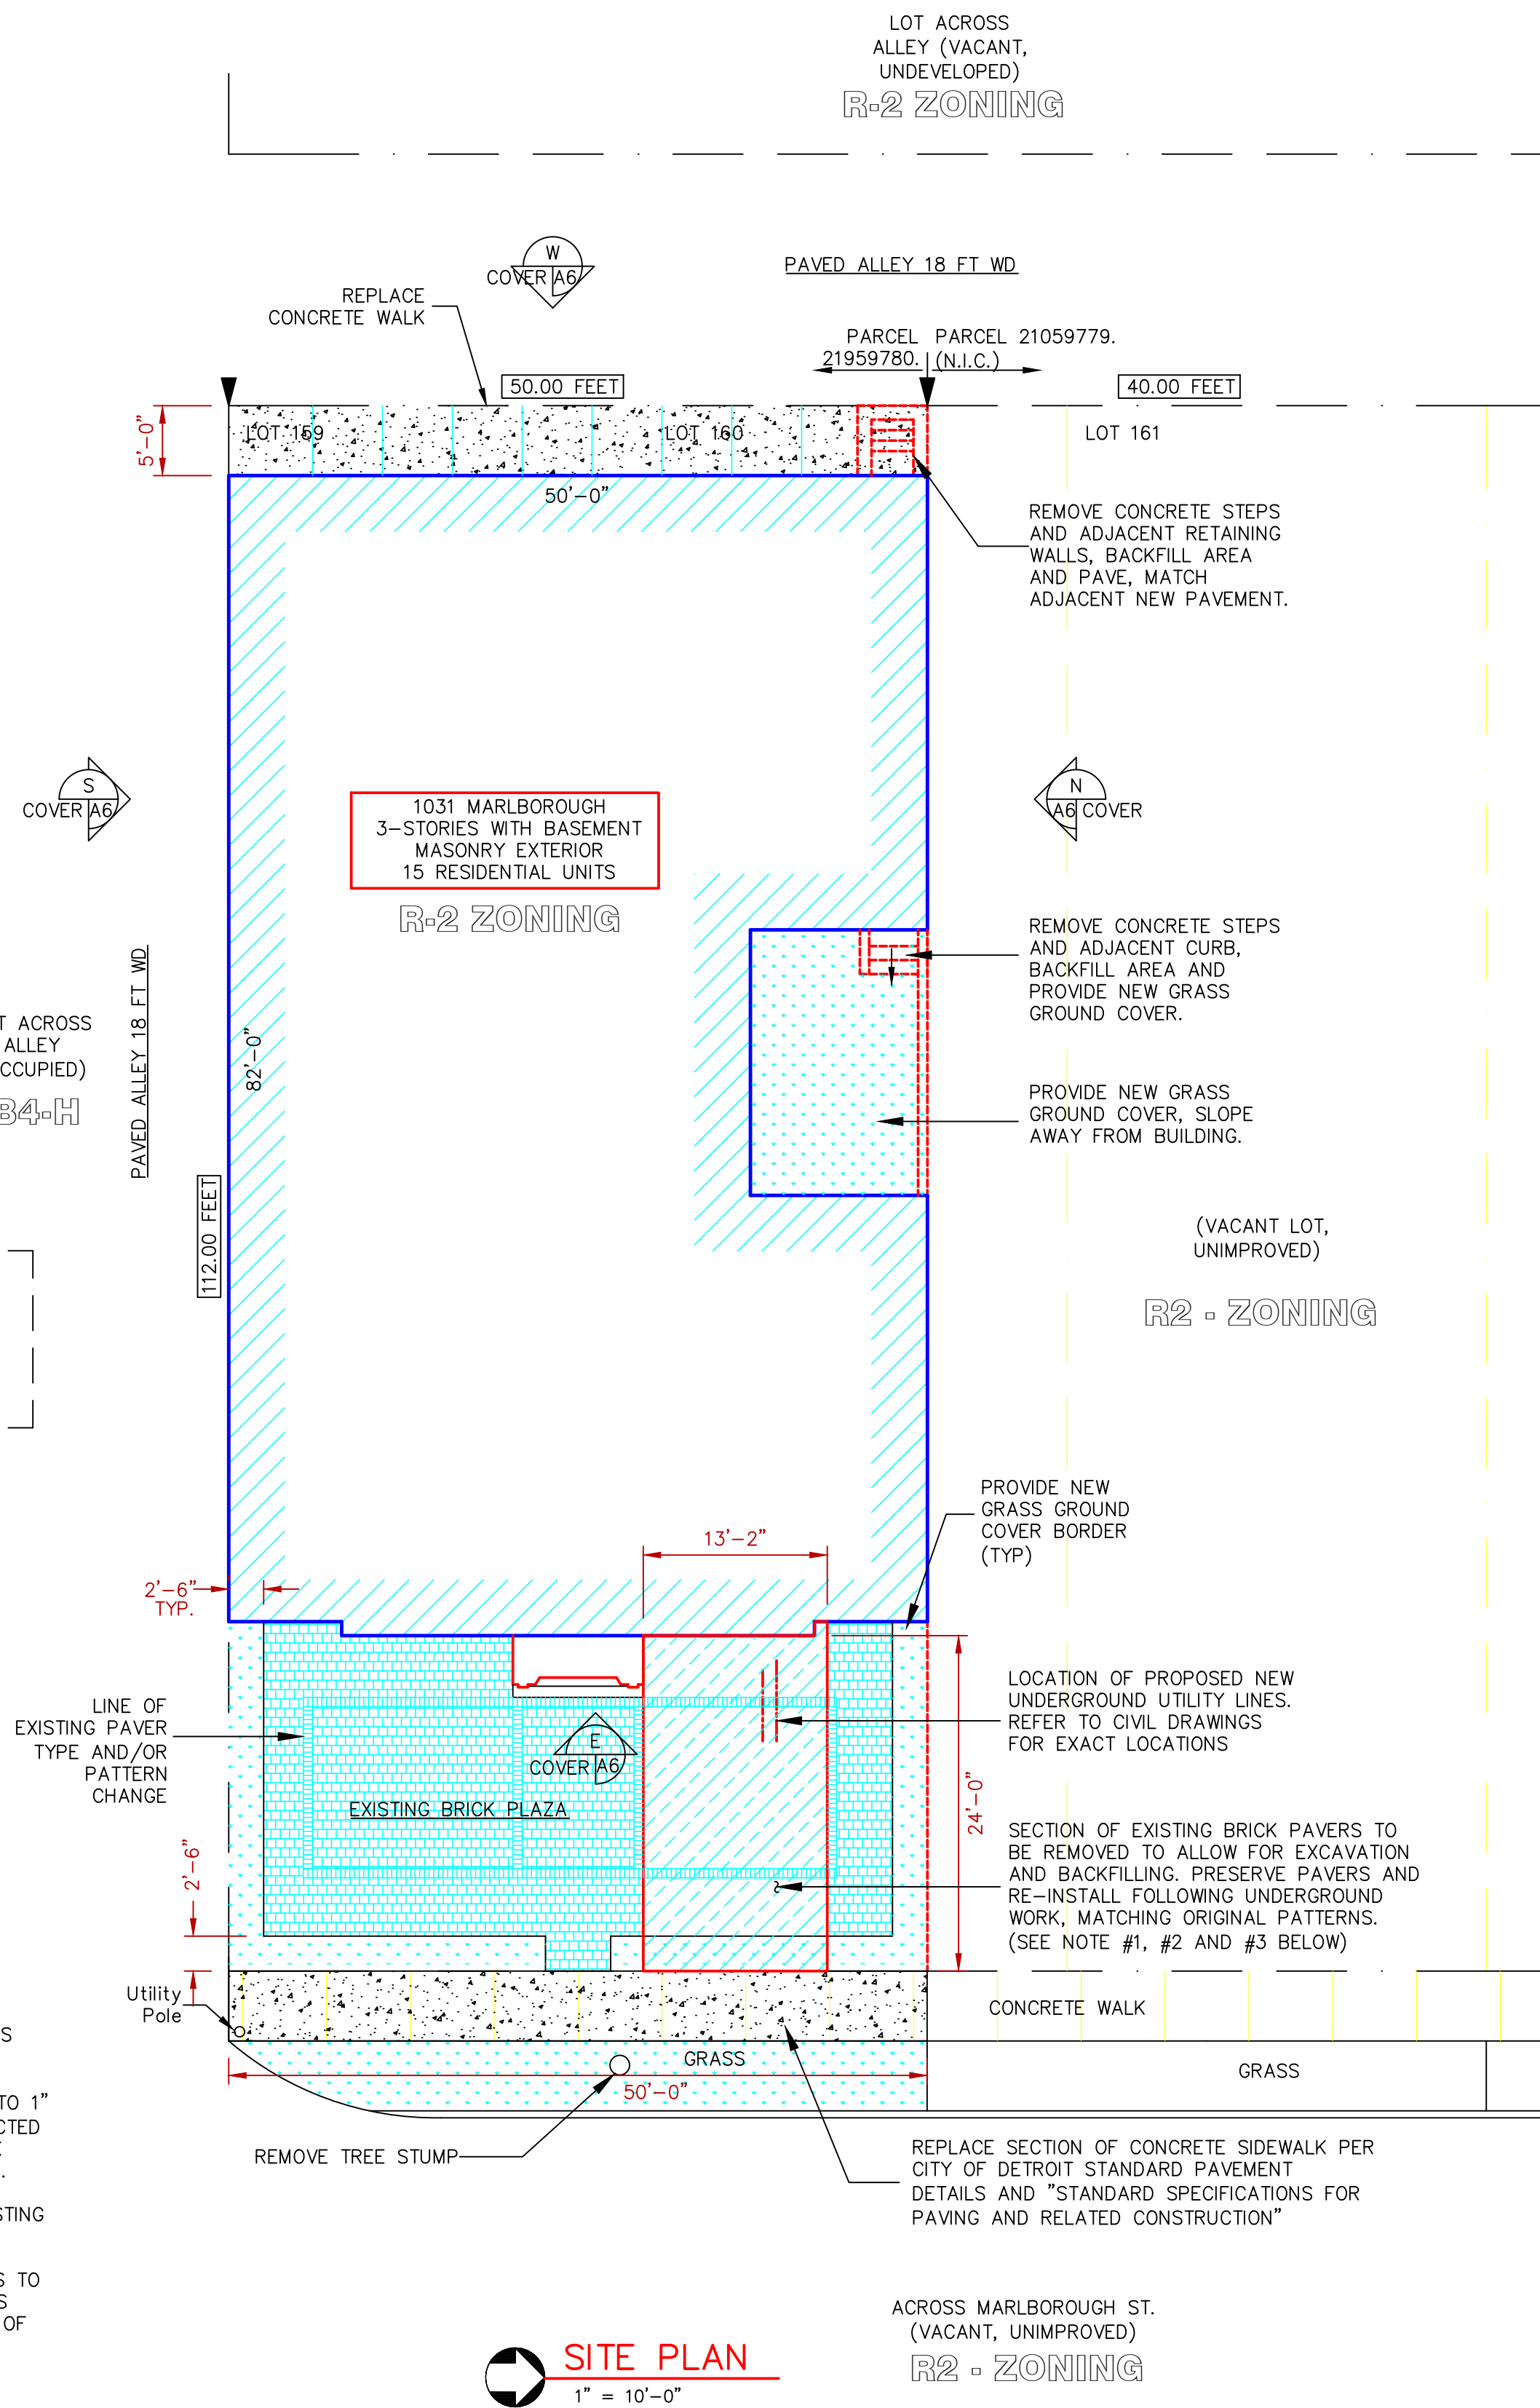 LOT ACROSS
ALLEY (VACANT,
UNDEVELOPED)
R-2 ZONING
W
COVER A6
PAVED ALLEY 18 FT WD
REPLACE
CONCRETE WALK
PARCEL
21959780.
PARCEL 21059779.
(N.I.C.)
50.00 FEET
40.00 FEET
5'-0"
LOT 159
LOT 160
LOT 161
50'-0"
REMOVE CONCRETE STEPS
AND ADJACENT RETAINING
WALLS, BACKFILL AREA
AND PAVE, MATCH
ADJACENT NEW PAVEMENT.
S
COVER A6
1031 MARLBOROUGH
3-STORIES WITH BASEMENT
MASONRY EXTERIOR
15 RESIDENTIAL UNITS
R-2 ZONING
N
A6 COVER
REMOVE CONCRETE STEPS
AND ADJACENT CURB,
BACKFILL AREA AND
PROVIDE NEW GRASS
GROUND COVER.
T ACROSS
ALLEY
CCUPIED)
B4-H
PAVED ALLEY 18 FT WD
82'-0"
PROVIDE NEW GRASS
GROUND COVER, SLOPE
AWAY FROM BUILDING.
112.00 FEET
(VACANT LOT,
UNIMPROVED)
R2 - ZONING
PROVIDE NEW
GRASS GROUND
COVER BORDER
(TYP)
13'-2"
2'-6"
TYP.
LINE OF
EXISTING PAVER
TYPE AND/OR
PATTERN
CHANGE
E
COVER A6
EXISTING BRICK PLAZA
LOCATION OF PROPOSED NEW
UNDERGROUND UTILITY LINES.
REFER TO CIVIL DRAWINGS
FOR EXACT LOCATIONS
24'-0"
2'-6"
SECTION OF EXISTING BRICK PAVERS TO
BE REMOVED TO ALLOW FOR EXCAVATION
AND BACKFILLING. PRESERVE PAVERS AND
RE-INSTALL FOLLOWING UNDERGROUND
WORK, MATCHING ORIGINAL PATTERNS.
(SEE NOTE #1, #2 AND #3 BELOW)
Utility
Pole
CONCRETE WALK
GRASS
GRASS
50'-0"
S
TO 1"
CTED
.
STING
S TO
S
OF
REMOVE TREE STUMP
REPLACE SECTION OF CONCRETE SIDEWALK PER
CITY OF DETROIT STANDARD PAVEMENT
DETAILS AND "STANDARD SPECIFICATIONS FOR
PAVING AND RELATED CONSTRUCTION"
ACROSS MARLBOROUGH ST.
(VACANT, UNIMPROVED)
R2 - ZONING
SITE PLAN
1" = 10'-0"